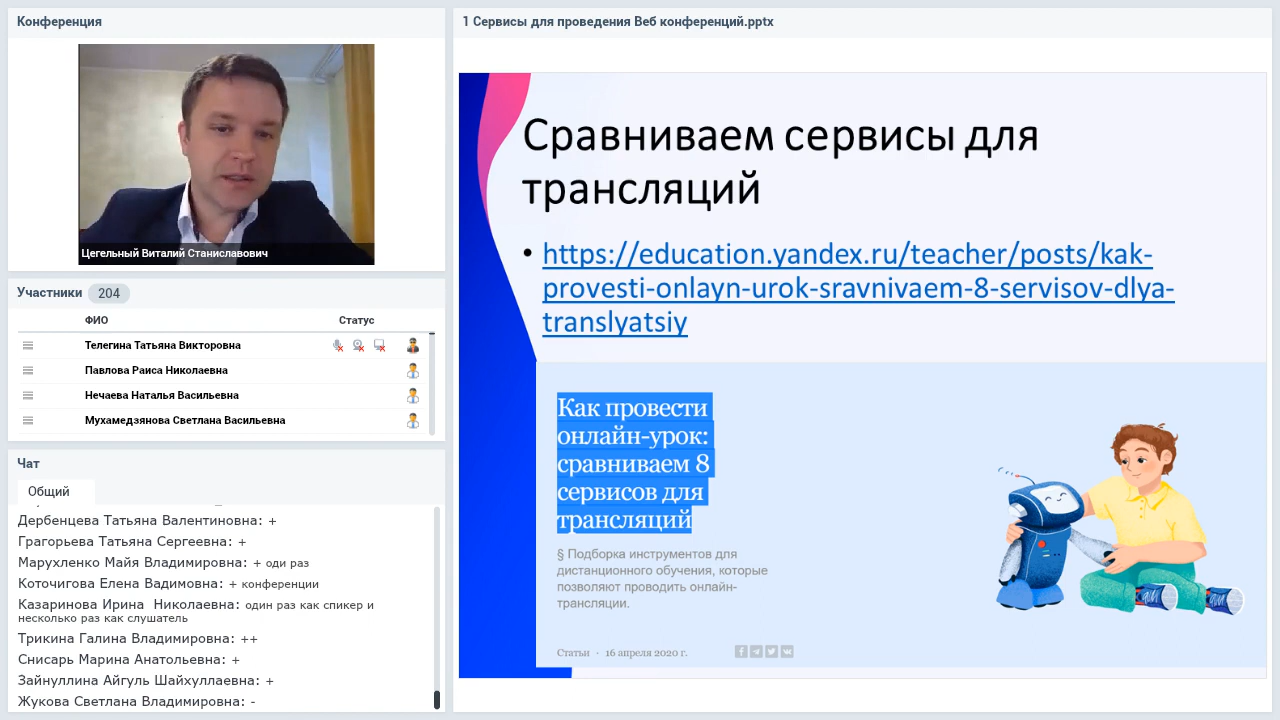 Конференция
Цегельный Виталий Станиславович
Участники 204
ФИО Статус
Телегина Татьяна Викторовна
Павлова Раиса Николаевна
Нечаева Наталья Васильевна
Мухамедзянова Светлана Васильевна
Чат
Общий
Дербенцева Татьяна Валентиновна: +
Грагорьева Татьяна Сергеевна: +
Марухленко Майя Владимировна: + оди раз
Коточигова Елена Вадимовна: + конференции
Казаринова Ирина Николаевна: один раз как спикер и
несколько раз как слушатель
Трикина Галина Владимировна: ++
Снисарь Марина Анатольевна: +
Зайнуллина Айгуль Шайхуллаевна: +
Жукова Светлана Владимировна: -
1 Сервисы для проведения Веб конференций.pptx
Сравниваем сервисы для
трансляций
• https://education.yandex.ru/teacher/posts/kak-
provesti-onlayn-urok-sravnivaem-8-servisov-dlya-
translyatsiy
Как провести
онлайн-урок:
сравниваем 8
сервисов для
трансляций
§ Подборка инструментов для
дистанционного обучения, которые
позволяют проводить онлайн-
трансляции.
Статьи · 16 апреля 2020 г.